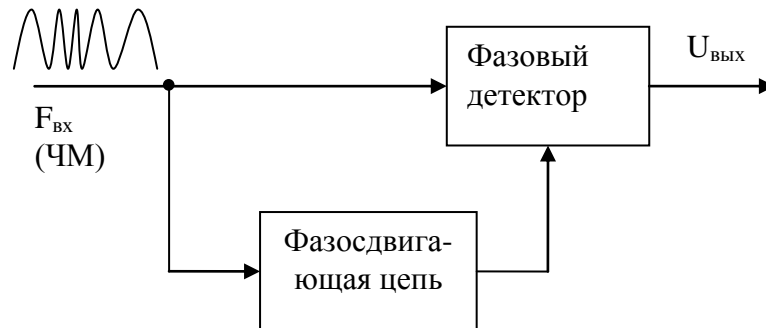 Фазовый
детектор
Uвых
Fвх
(ЧМ)
Фазосдвига-
ющая цепь